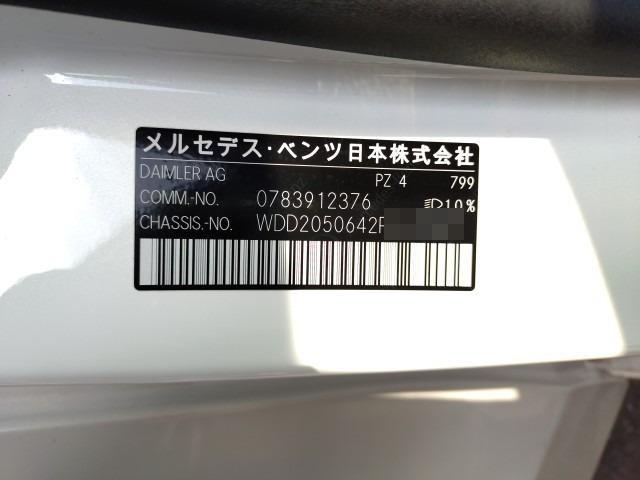 メルセデス・ベンツ日本株式会社
DAIMLER AG PZ 4 799
COMM.-NO. 0783912376 10%
CHASSIS.-NO. WDD2050642F